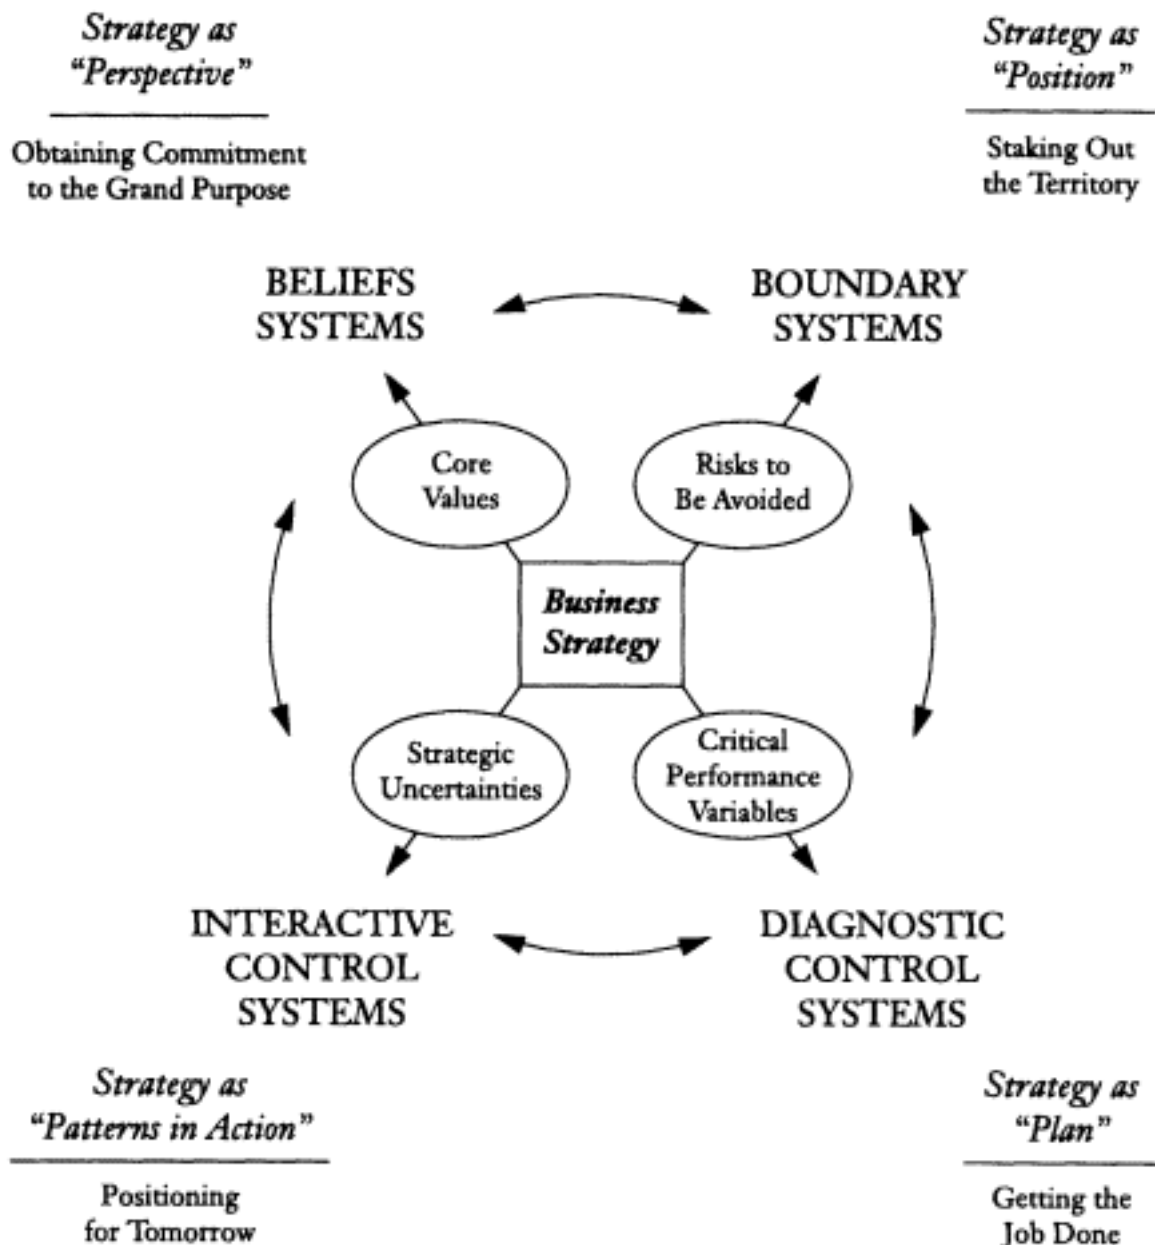 Strategy as
“Perspective”
Obtaining Commitment
to the Grand Purpose
Strategy as
“Position”
Staking Out
the Territory
BELIEFS
SYSTEMS
BOUNDARY
SYSTEMS
Core
Values
Risks to
Be Avoided
Business
Strategy
Strategic
Uncertainties
Critical
Performance
Variables
INTERACTIVE
CONTROL
SYSTEMS
DIAGNOSTIC
CONTROL
SYSTEMS
Strategy as
“Patterns in Action”
Positioning
for Tomorrow
Strategy as
“Plan”
Getting the
Job Done